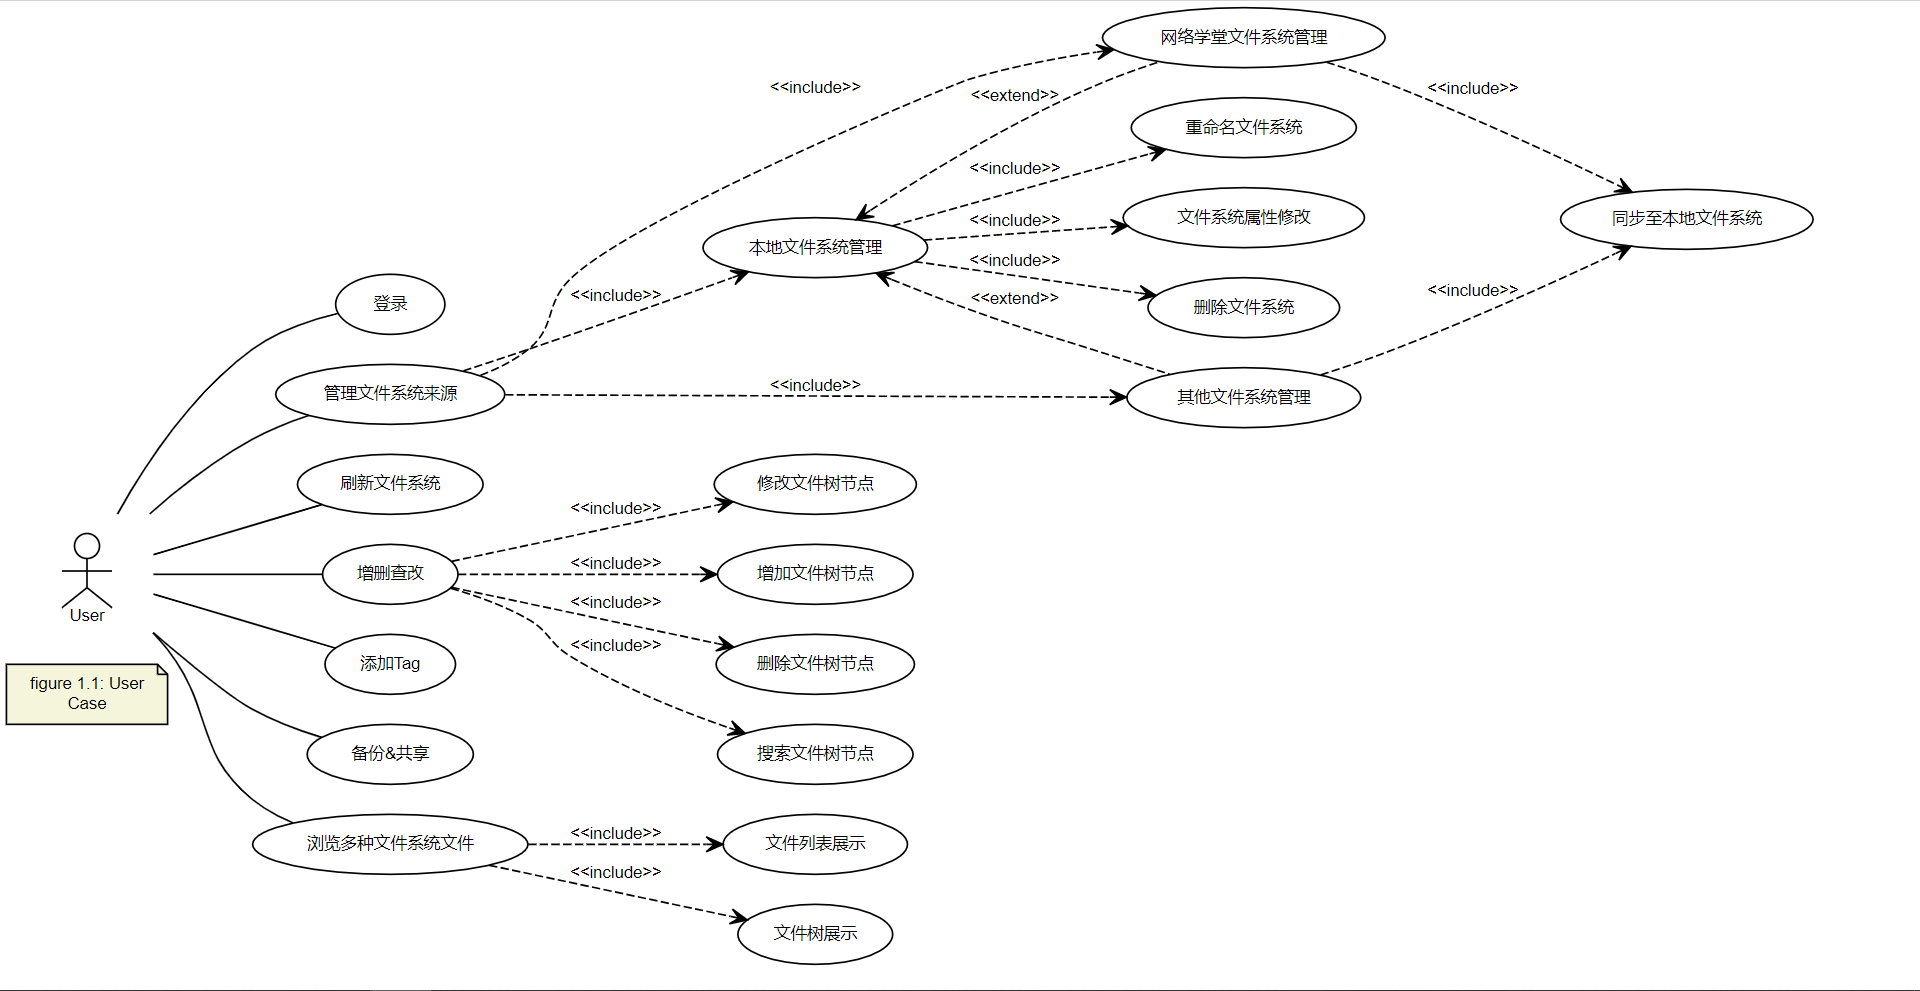 网络学堂文件系统管理
<<include>>
<<include>>
<<extend>>
重命名文件系统
<<include>>
文件系统属性修改
<<include>>
同步至本地文件系统
本地文件系统管理
<<include>>
<<include>>
<<include>>
<<extend>>
登录
删除文件系统
<<include>>
管理文件系统来源
其他文件系统管理
刷新文件系统
修改文件树节点
<<include>>
<<include>>
增删查改
增加文件树节点
<<include>>
User
<<include>>
添加Tag
删除文件树节点
figure 1.1: User
Case
备份&共享
搜索文件树节点
<<include>>
浏览多种文件系统文件
文件列表展示
<<include>>
文件树展示